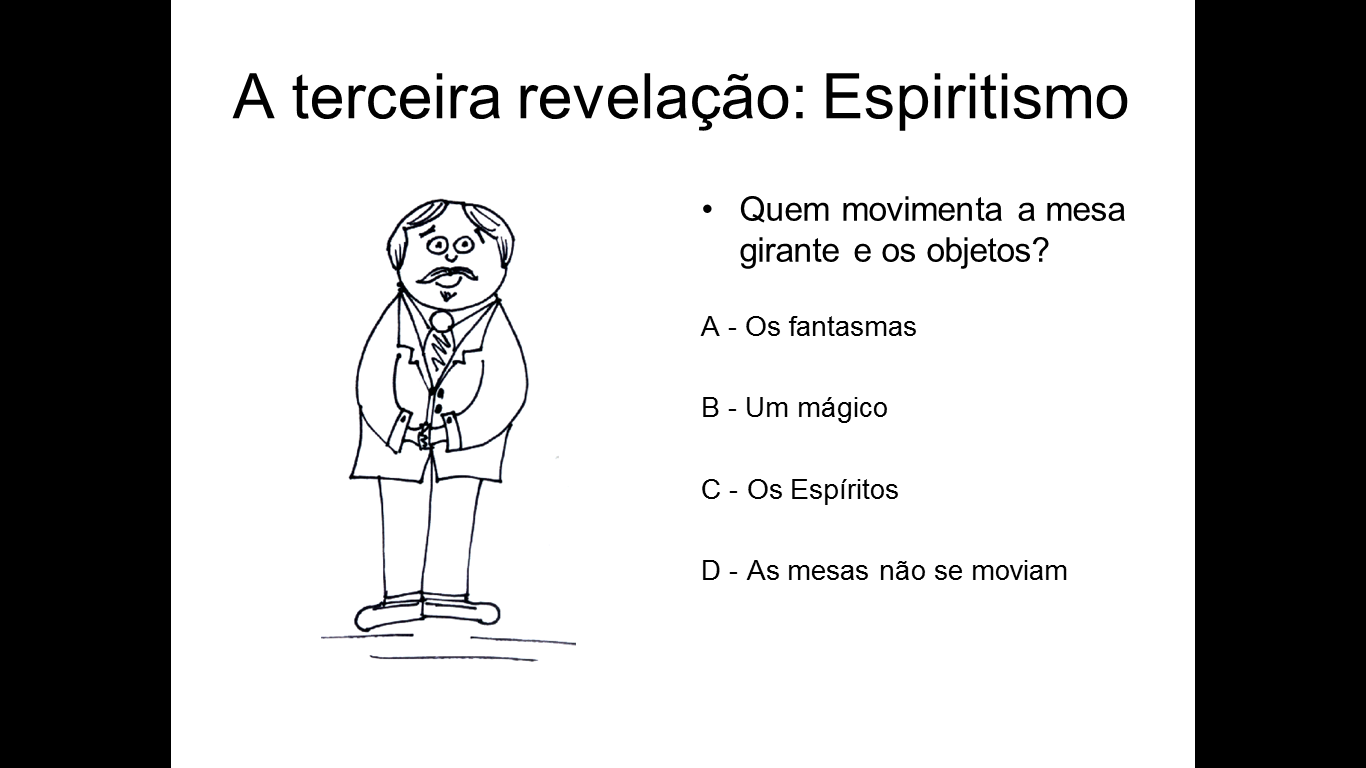 A terceira revelação: Espiritismo
• Quem movimenta a mesa
girante e os objetos?
A - Os fantasmas
B - Um mágico
C - Os Espíritos
D - As mesas não se moviam